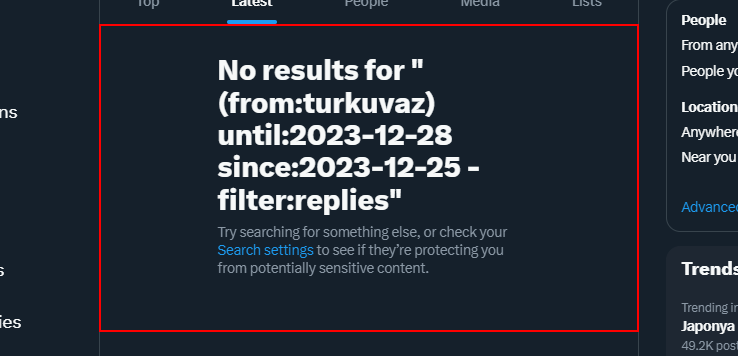 Top Latest People Media Lists
People
From any
People yo
Location
Anywhere
Near you
Advanced
No results for "
(from:turkuvaz)
until:2023-12-28
since:2023-12-25 -
filter:replies"
Try searching for something else, or check your
Search settings to see if they're protecting you
from potentially sensitive content.
ns
s
ies
Trends
Trending in
Japonya
49.2K post